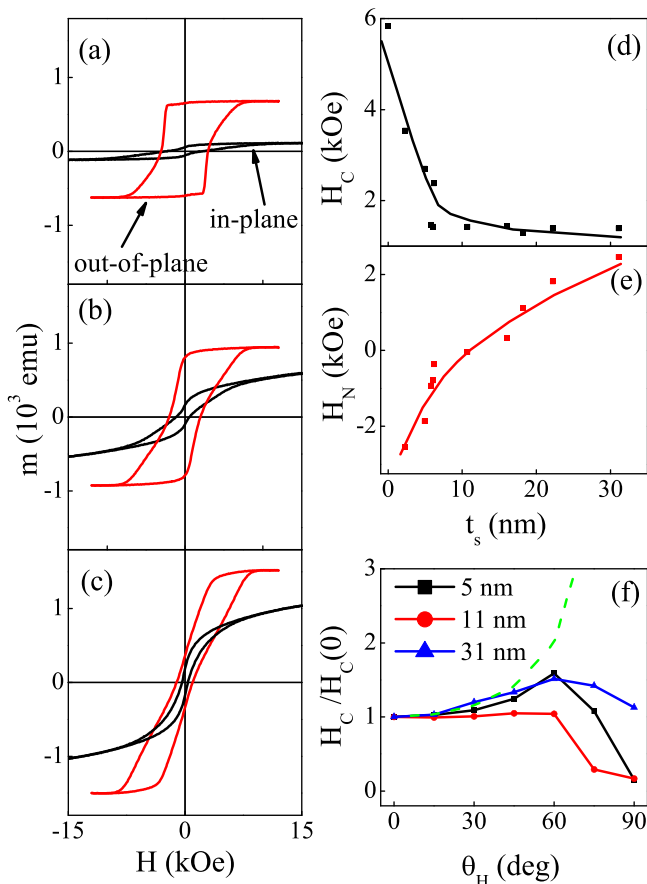 (a)
1
0
-1
in-plane
out-of-plane
(b)
1
0
-1
m (10³ emu)
(c)
1
0
-1
-15 0 15
H (kOe)
(d)
6
4
2
H_C (kOe)
(e)
2
0
-2
H_N (kOe)
0 10 20 30
t_s (nm)
(f)
3
2
1
0
5 nm
11 nm
31 nm
H_C/H_C(0)
0 30 60 90
θ_H (deg)